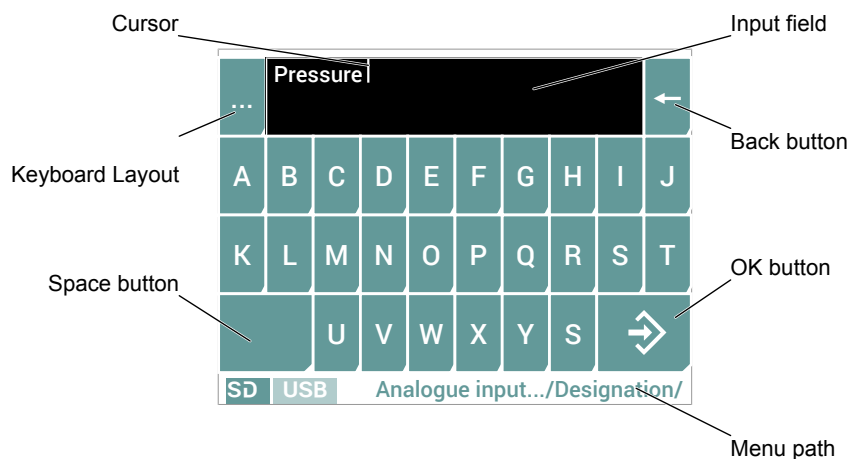 Cursor
Input field
Pressure
...
Back button
Keyboard Layout
A B C D E F G H I J
K L M N O P Q R S T
Space button
OK button
U V W X Y S
SD USB Analogue input.../Designation/
Menu path